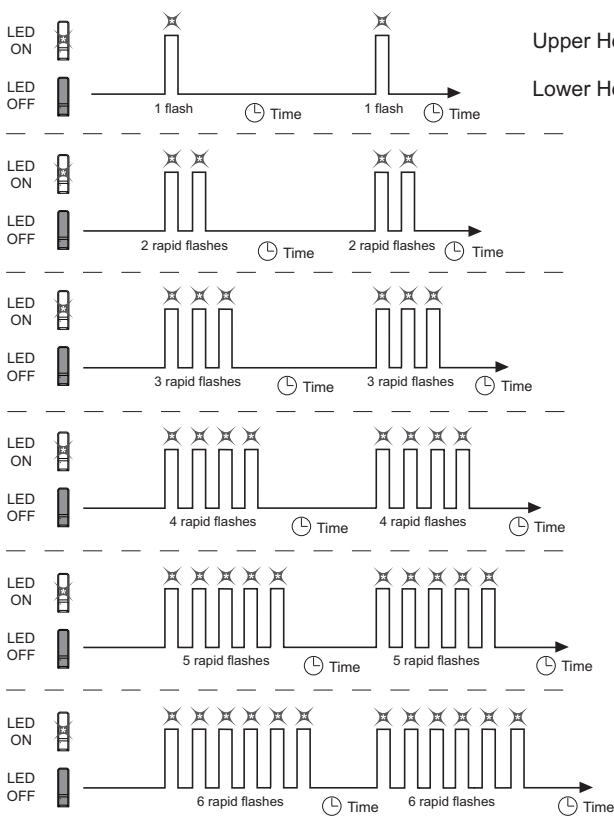 LED
ON
Upper
LED
OFF
Lower
1 flash
Time
1 flash
Time
LED
ON
LED
OFF
2 rapid flashes
Time
2 rapid flashes
Time
LED
ON
LED
OFF
3 rapid flashes
Time
3 rapid flashes
Time
LED
ON
LED
OFF
4 rapid flashes
Time
4 rapid flashes
Time
LED
ON
LED
OFF
5 rapid flashes
Time
5 rapid flashes
Time
LED
ON
LED
OFF
6 rapid flashes
Time
6 rapid flashes
Time